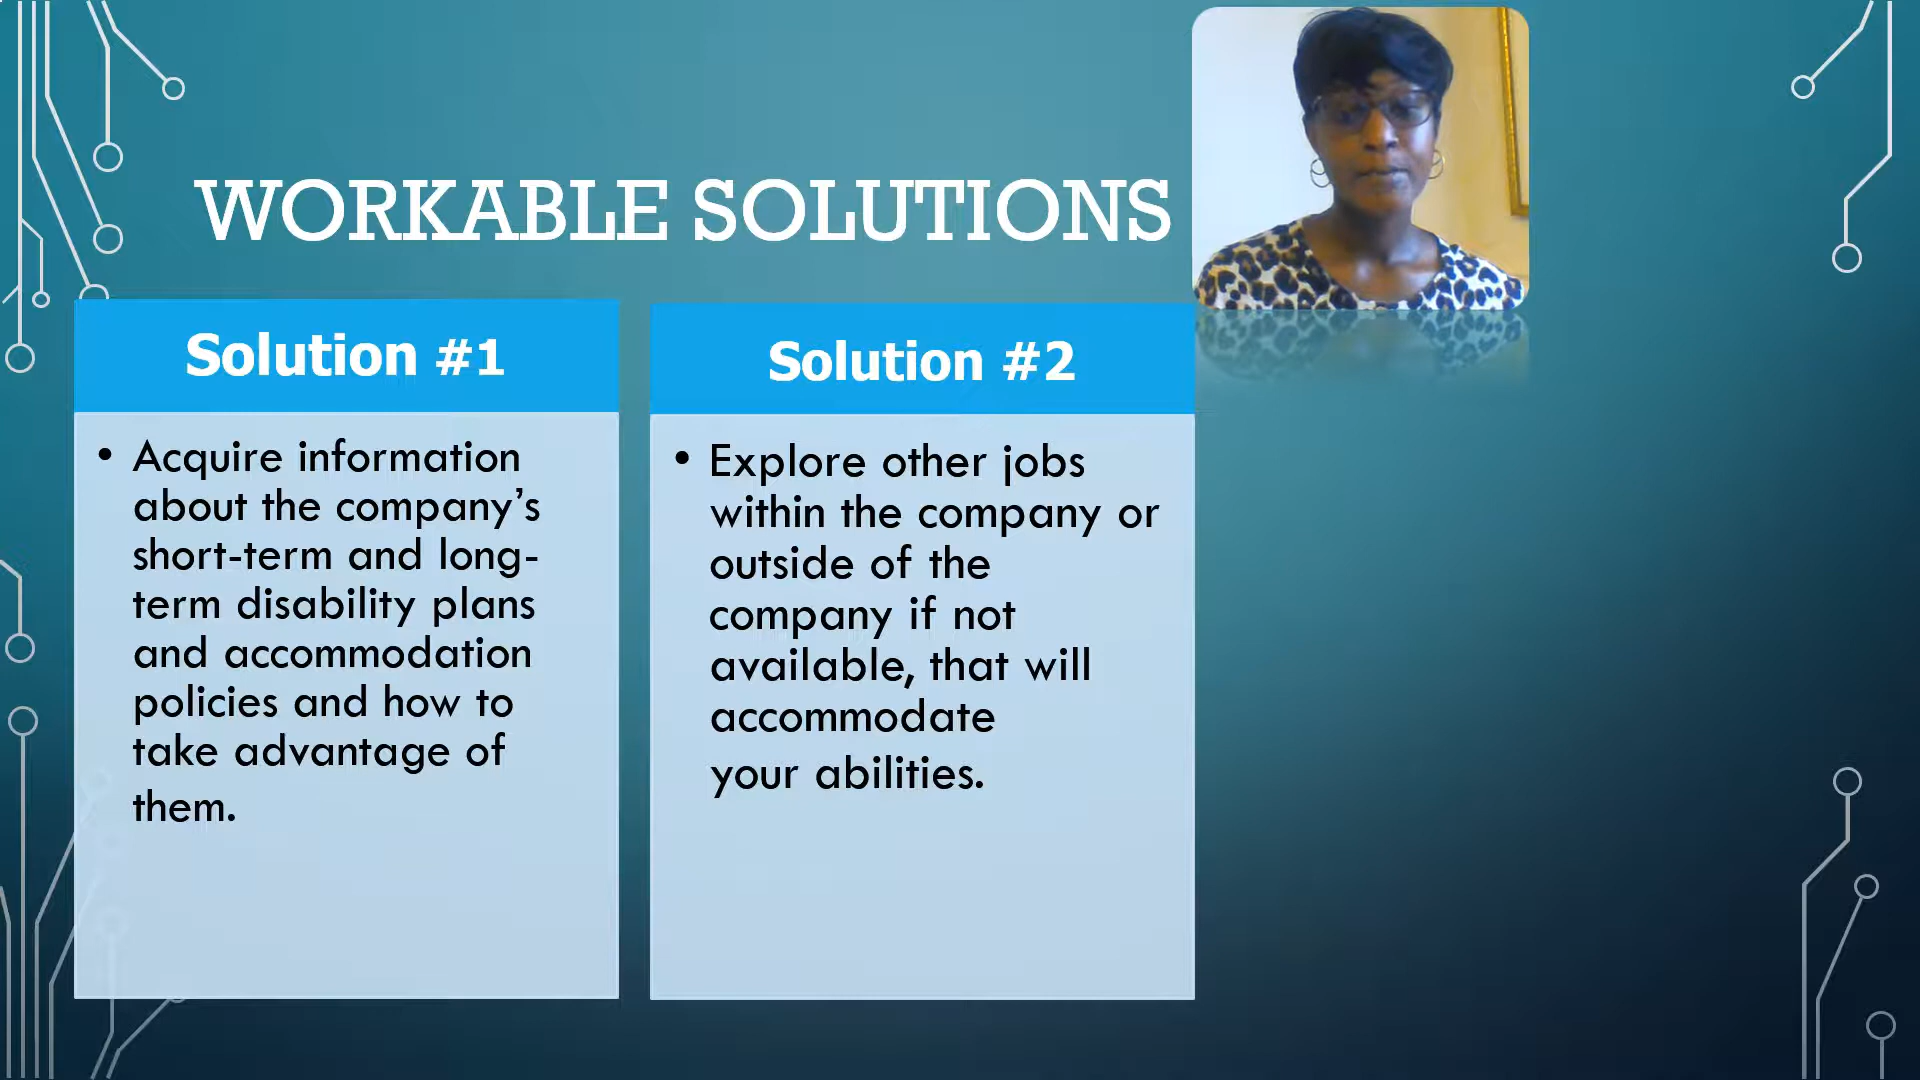 WORKABLE SOLUTIONS
Solution #1
• Acquire information
about the company’s
short-term and long-
term disability plans
and accommodation
policies and how to
take advantage of
them.
Solution #2
• Explore other jobs
within the company or
outside of the
company if not
available, that will
accommodate
your abilities.